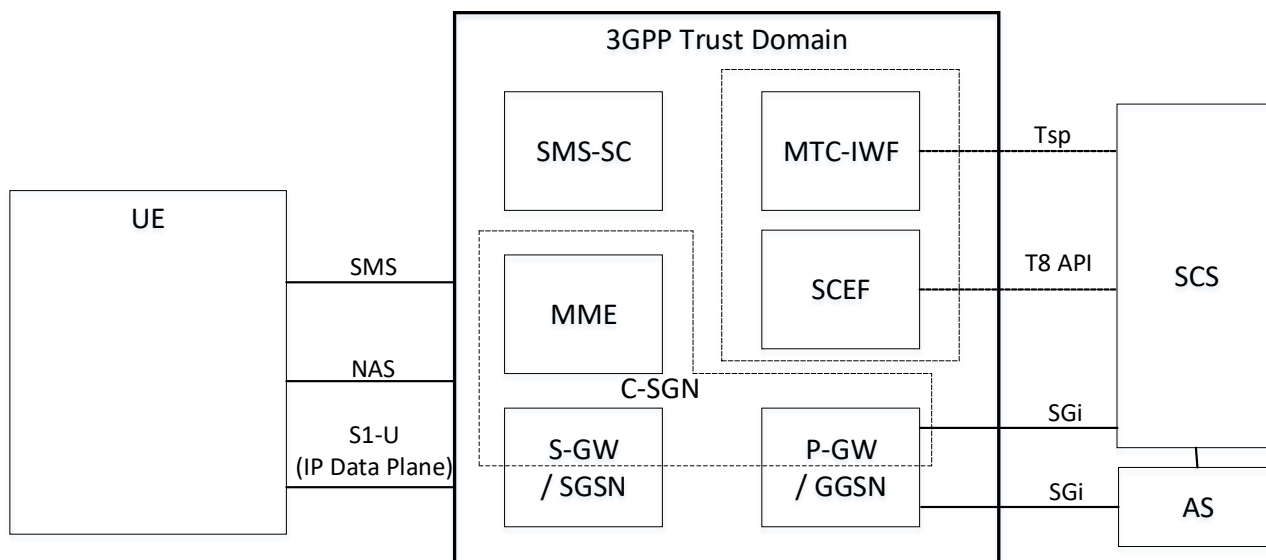 3GPP Trust Domain
UE
SMS
NAS
S1-U
(IP Data Plane)
SMS-SC
MTC-IWF
MME
SCEF
C-SGN
S-GW
/ SGSN
P-GW
/ GGSN
Tsp
T8 API
SGi
SGi
SCS
AS